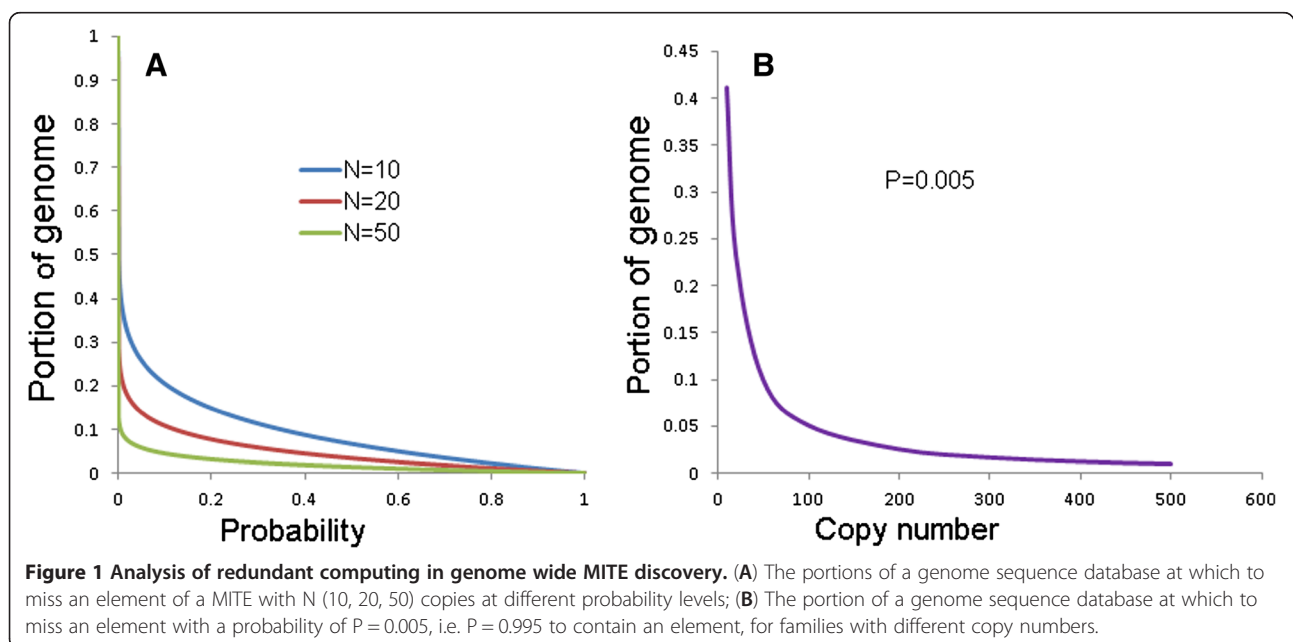 A
Portion of genome
1
0.9
0.8
0.7
0.6
0.5
0.4
0.3
0.2
0.1
0
N=10
N=20
N=50
0 0.2 0.4 0.6 0.8 1
Probability
B
Portion of genome
0.45
0.4
0.35
0.3
0.25
0.2
0.15
0.1
0.05
0
P=0.005
0 100 200 300 400 500 600
Copy number
Figure 1 Analysis of redundant computing in genome wide MITE discovery. (A) The portions of a genome sequence database at which to
miss an element of a MITE with N (10, 20, 50) copies at different probability levels; (B) The portion of a genome sequence database at which to
miss an element with a probability of P = 0.005, i.e. P = 0.995 to contain an element, for families with different copy numbers.